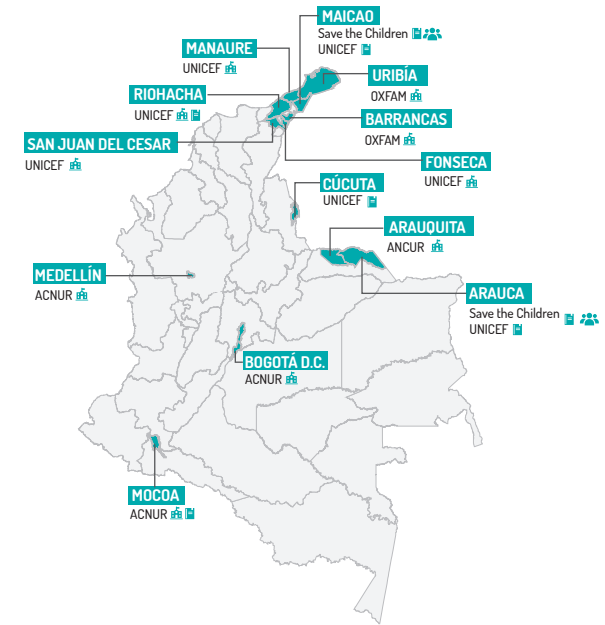 MAICAO
Save the Children
UNICEF
MANAURE
UNICEF
URIBÍA
OXFAM
RIOHACHA
UNICEF
BARRANCAS
OXFAM
SAN JUAN DEL CESAR
UNICEF
FONSECA
UNICEF
CÚCUTA
UNICEF
ARAUQUITA
ANCUR
MEDELLÍN
ACNUR
ARAUCA
Save the Children
UNICEF
BOGOTÁ D.C.
ACNUR
MOCOA
ACNUR